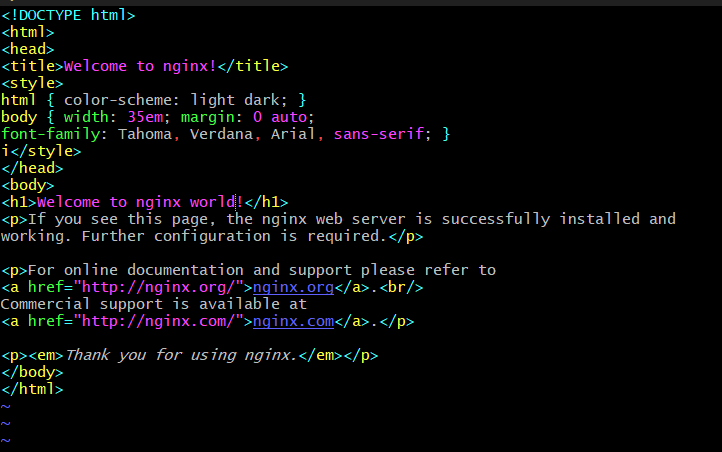 <!DOCTYPE html>
<html>
<head>
<title>Welcome to nginx!</title>
<style>
html { color-scheme: light dark; }
body { width: 35em; margin: 0 auto;
font-family: Tahoma, Verdana, Arial, sans-serif; }
i</style>
</head>
<body>
<h1>Welcome to nginx world!</h1>
<p>If you see this page, the nginx web server is successfully installed and
working. Further configuration is required.</p>

<p>For online documentation and support please refer to
<a href="http://nginx.org/">nginx.org</a>.<br/>
Commercial support is available at
<a href="http://nginx.com/">nginx.com</a>.</p>

<p><em>Thank you for using nginx.</em></p>
</body>
</html>
~
~
~